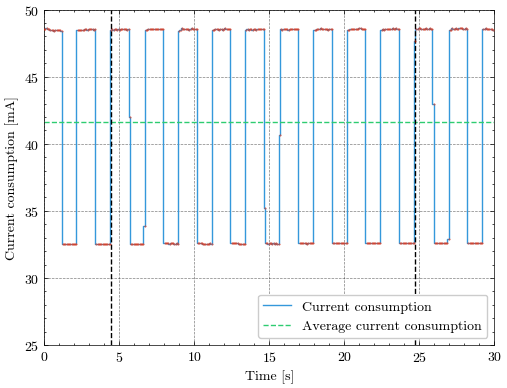 50
45
40
35
30
25
Current consumption [mA]
0 5 10 15 20 25 30
Time [s]
Current consumption
Average current consumption